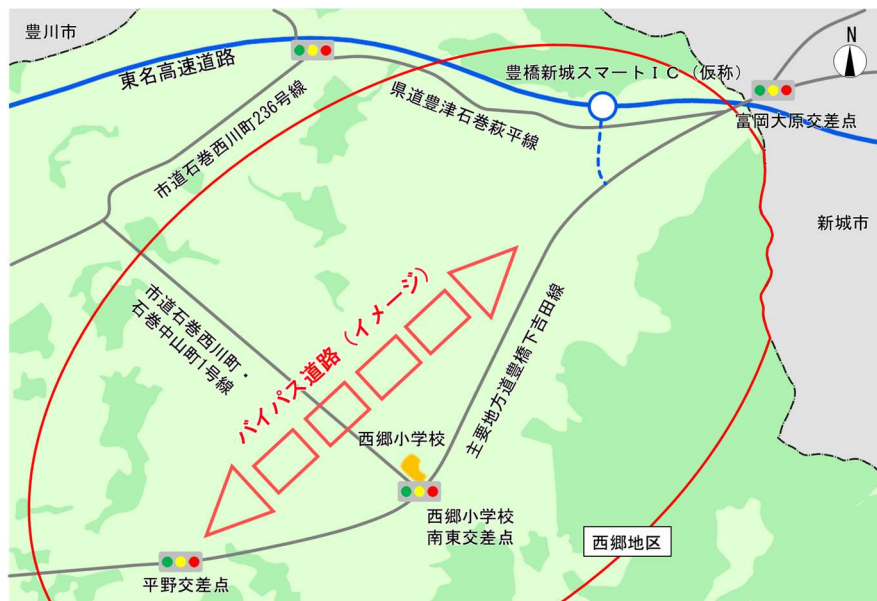 豊川市
東名高速道路
N
豊橋新城スマートIC（仮称）
県道豊津石巻萩平線
富岡大原交差点
市道石巻西川町236号線
新城市
市道石巻西川町・
石巻中山町1号線
バイパス道路（イメージ）
主要地方道豊橋下吉田線
西郷小学校
西郷小学校
南東交差点
西郷地区
平野交差点